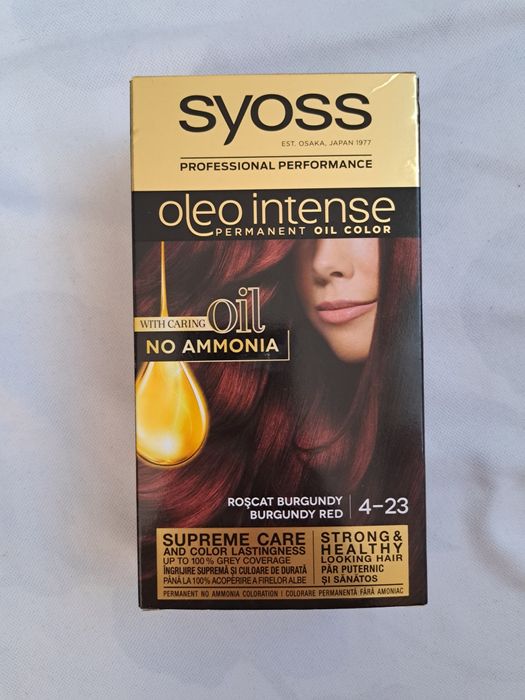 syoss
EST. OSAKA, JAPAN 1977
PROFESSIONAL PERFORMANCE
oleo intense
PERMANENT OIL COLOR
WITH CARING oil
NO AMMONIA
ROȘCAT BURGUNDY
BURGUNDY RED
4-23
SUPREME CARE
AND COLOR LASTINGNESS
UP TO 100% GREY COVERAGE
ÎNGRIJIRE SUPREMĂ ȘI CULOARE DE DURATĂ
PÂNĂ LA 100% ACOPERIRE A FIRELOR ALBE
STRONG &
HEALTHY
LOOKING HAIR
PĂR PUTERNIC
ȘI SĂNĂTOS
PERMANENT NO AMMONIA COLORATION | COLORARE PERMANENTĂ FĂRĂ AMONIAC